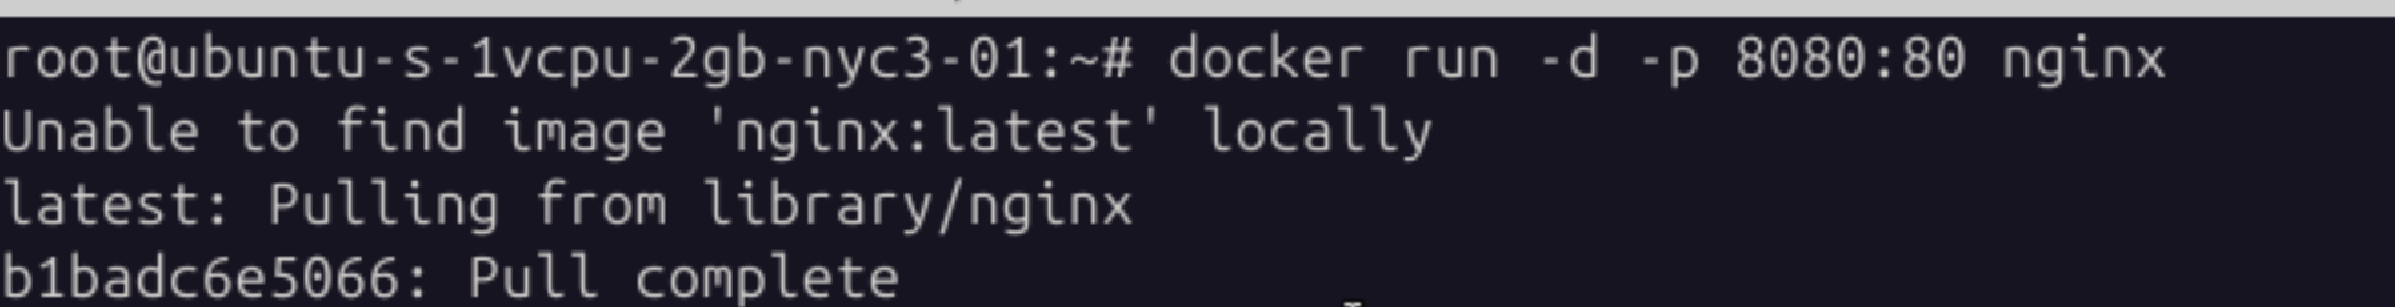 root@ubuntu-s-1vcpu-2gb-nyc3-01:~# docker run -d -p 8080:80 nginx
Unable to find image 'nginx:latest' locally
latest: Pulling from library/nginx
b1badc6e5066: Pull complete